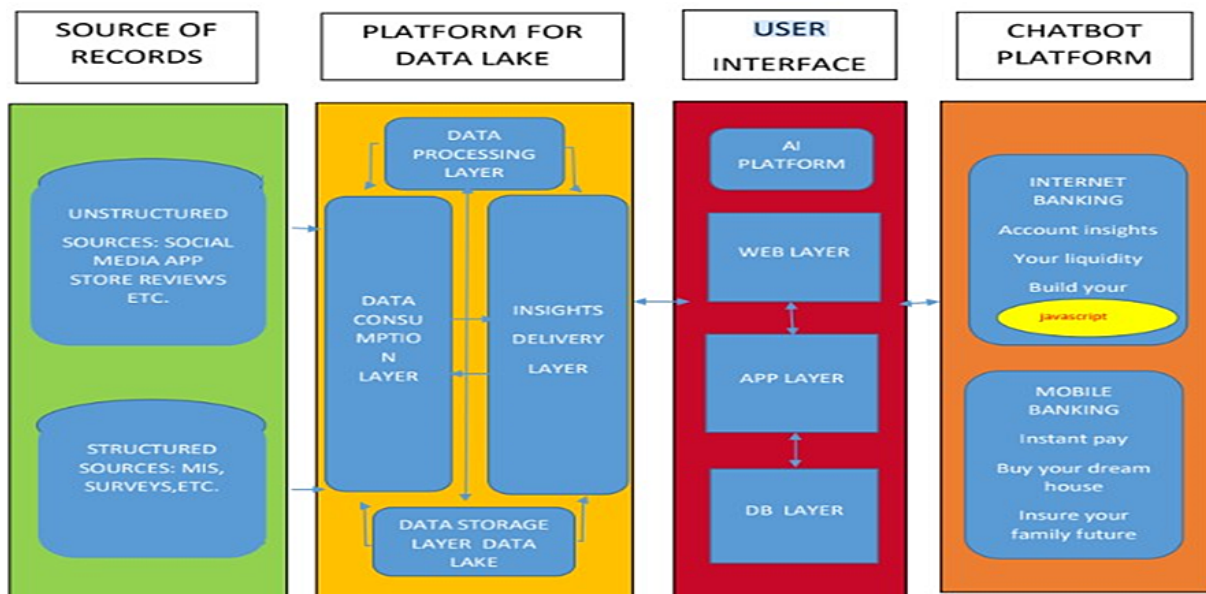 SOURCE OF
RECORDS
PLATFORM FOR
DATA LAKE
USER
INTERFACE
CHATBOT
PLATFORM
UNSTRUCTURED
SOURCES: SOCIAL
MEDIA APP
STORE REVIEWS
ETC.
STRUCTURED
SOURCES: MIS,
SURVEYS,ETC.
DATA
PROCESSING
LAYER
DATA
CONSU
MPTIO
N
LAYER
INSIGHTS
DELIVERY
LAYER
DATA STORAGE
LAYER DATA
LAKE
AI
PLATFORM
WEB LAYER
APP LAYER
DB LAYER
INTERNET
BANKING
Account insights
Your liquidity
Build your
javascript
MOBILE
BANKING
Instant pay
Buy your dream
house
Insure your
family future